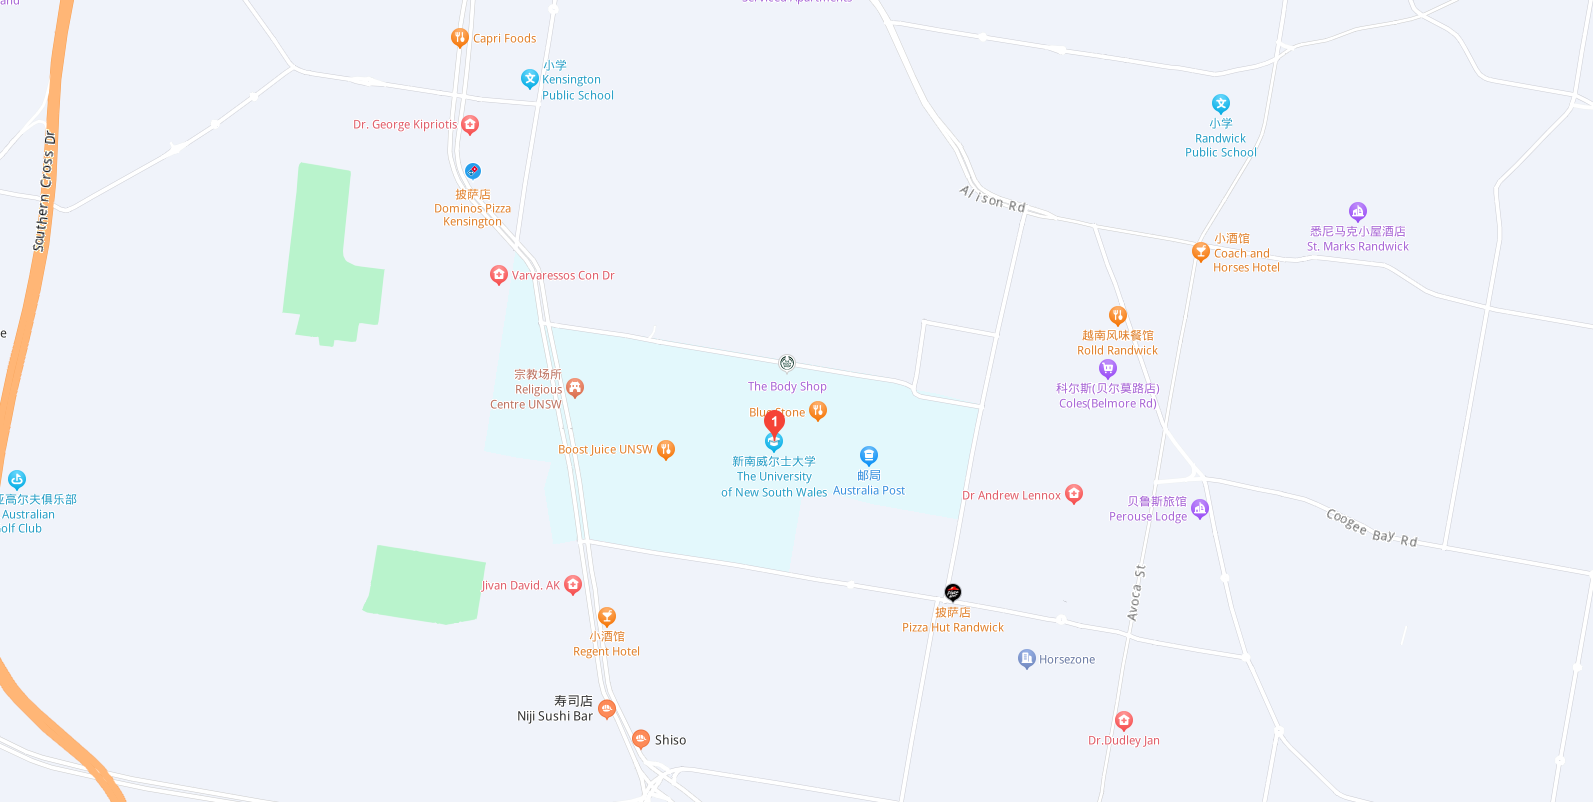 Capri Foods
小学
Kensington
Public School
Dr. George Kipriotis
披萨店
Dominos Pizza
Kensington
Southern Cross Dr
Varvaressos Con Dr
小学
Randwick
Public School
Alison Rd
悉尼马克小屋酒店
St. Marks Randwick
小酒馆
Coach and
Horses Hotel
越南风味餐馆
Rolld Randwick
科尔斯(贝尔莫路店)
Coles(Belmore Rd)
宗教场所
Religious
Centre UNSW
The Body Shop
Blue Stone
1
Boost Juice UNSW
新南威尔士大学
The University
of New South Wales
邮局
Australia Post
Dr Andrew Lennox
贝鲁斯旅馆
Perouse Lodge
Coogee Bay Rd
高尔夫俱乐部
Australian
Golf Club
Avoca St
Jivan David. AK
小酒馆
Regent Hotel
披萨店
Pizza Hut Randwick
Horsezone
寿司店
Niji Sushi Bar
Shiso
Dr.Dudley Jan